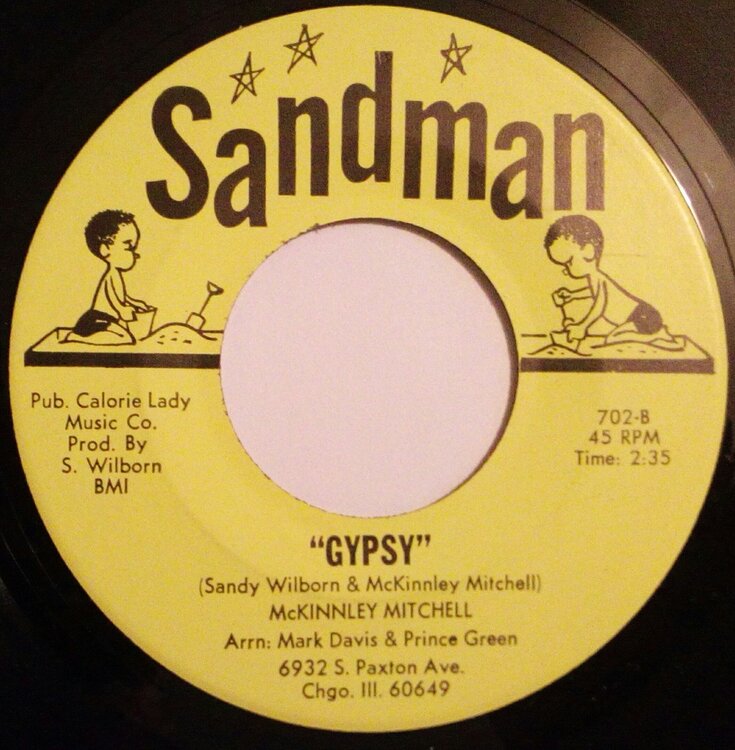 Sandman
Pub. Calorie Lady
Music Co.
Prod. By
S. Wilborn
BMI
702-B
45 RPM
Time: 2:35
"GYPSY"
(Sandy Wilborn & McKinnley Mitchell)
McKINNLEY MITCHELL
Arrn: Mark Davis & Prince Green
6932 S. Paxton Ave.
Chgo. Ill. 60649